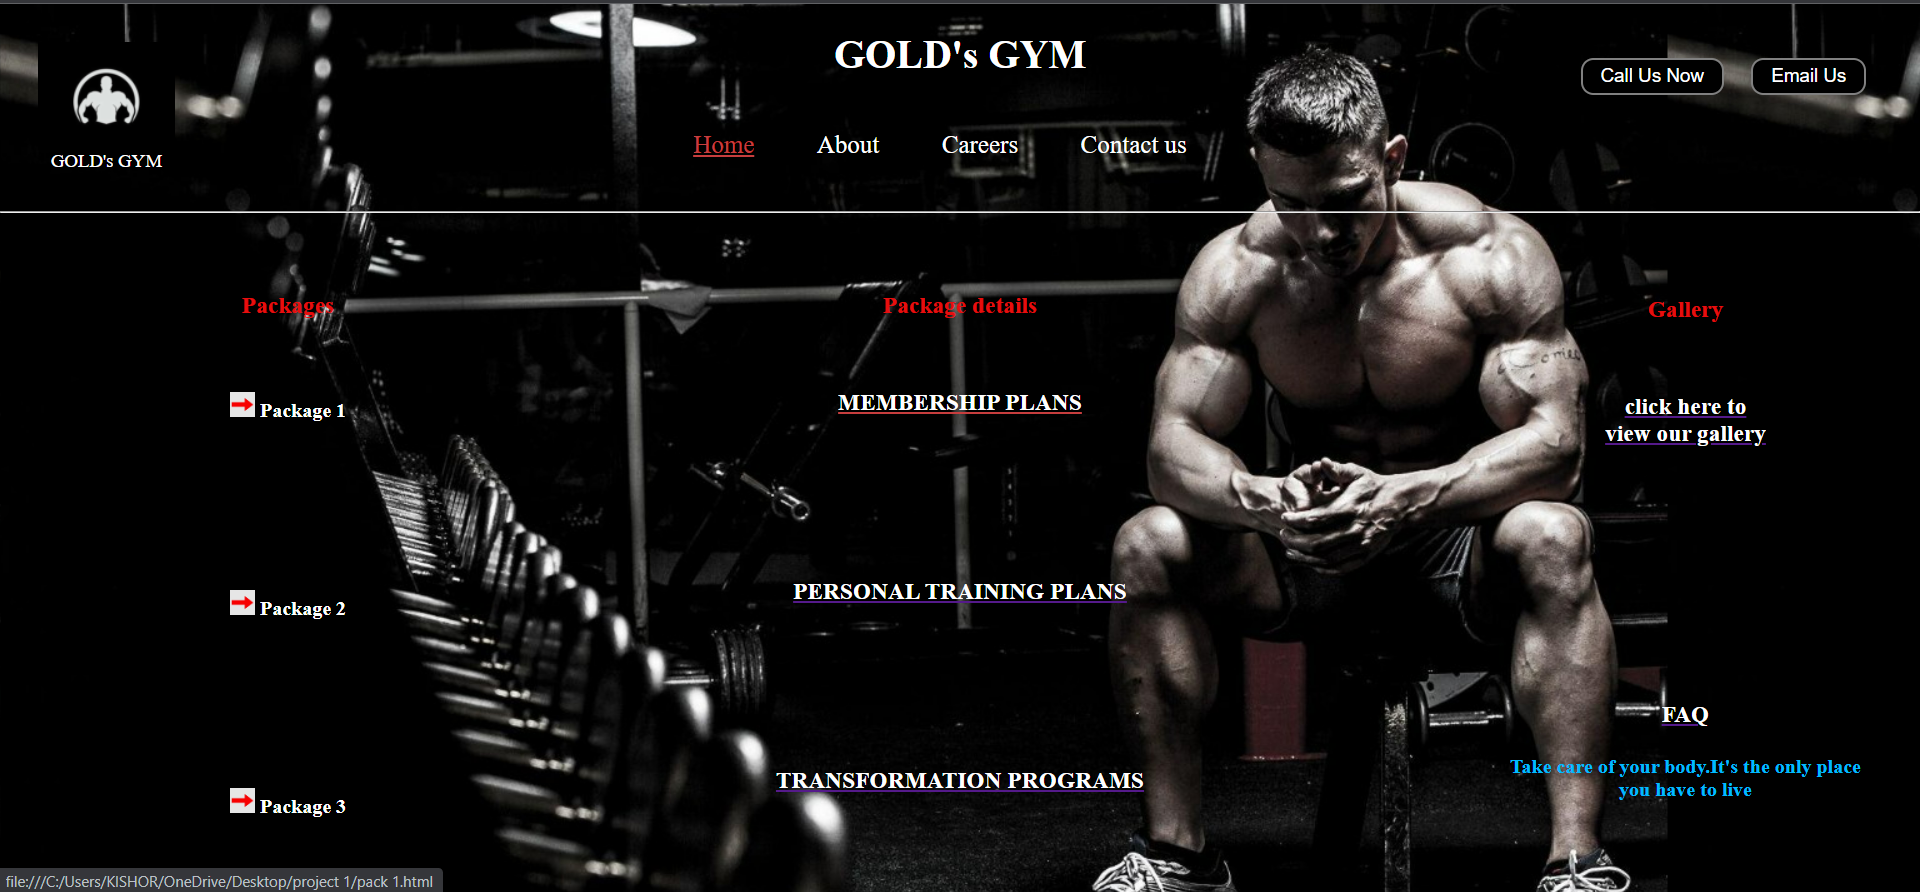 GOLD's GYM
Call Us Now
Email Us
GOLD's GYM
Home
About
Careers
Contact us
Packages
Package details
Gallery
Package 1
MEMBERSHIP PLANS
click here to
view our gallery
Package 2
PERSONAL TRAINING PLANS
FAQ
Take care of your body.It's the only place
you have to live
Package 3
TRANSFORMATION PROGRAMS
file:///C:/Users/KISHOR/OneDrive/Desktop/project 1/pack 1.html